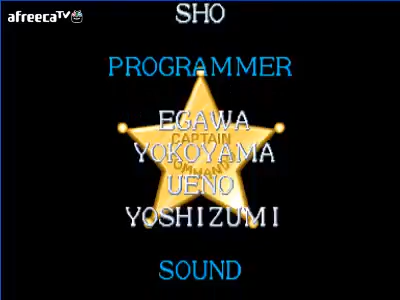 afreecaTV
SHO
PROGRAMMER
EGAWA
CAPTAIN
YOKOYAMA
COMMANDO
UENO
YOSHIZUMI
SOUND